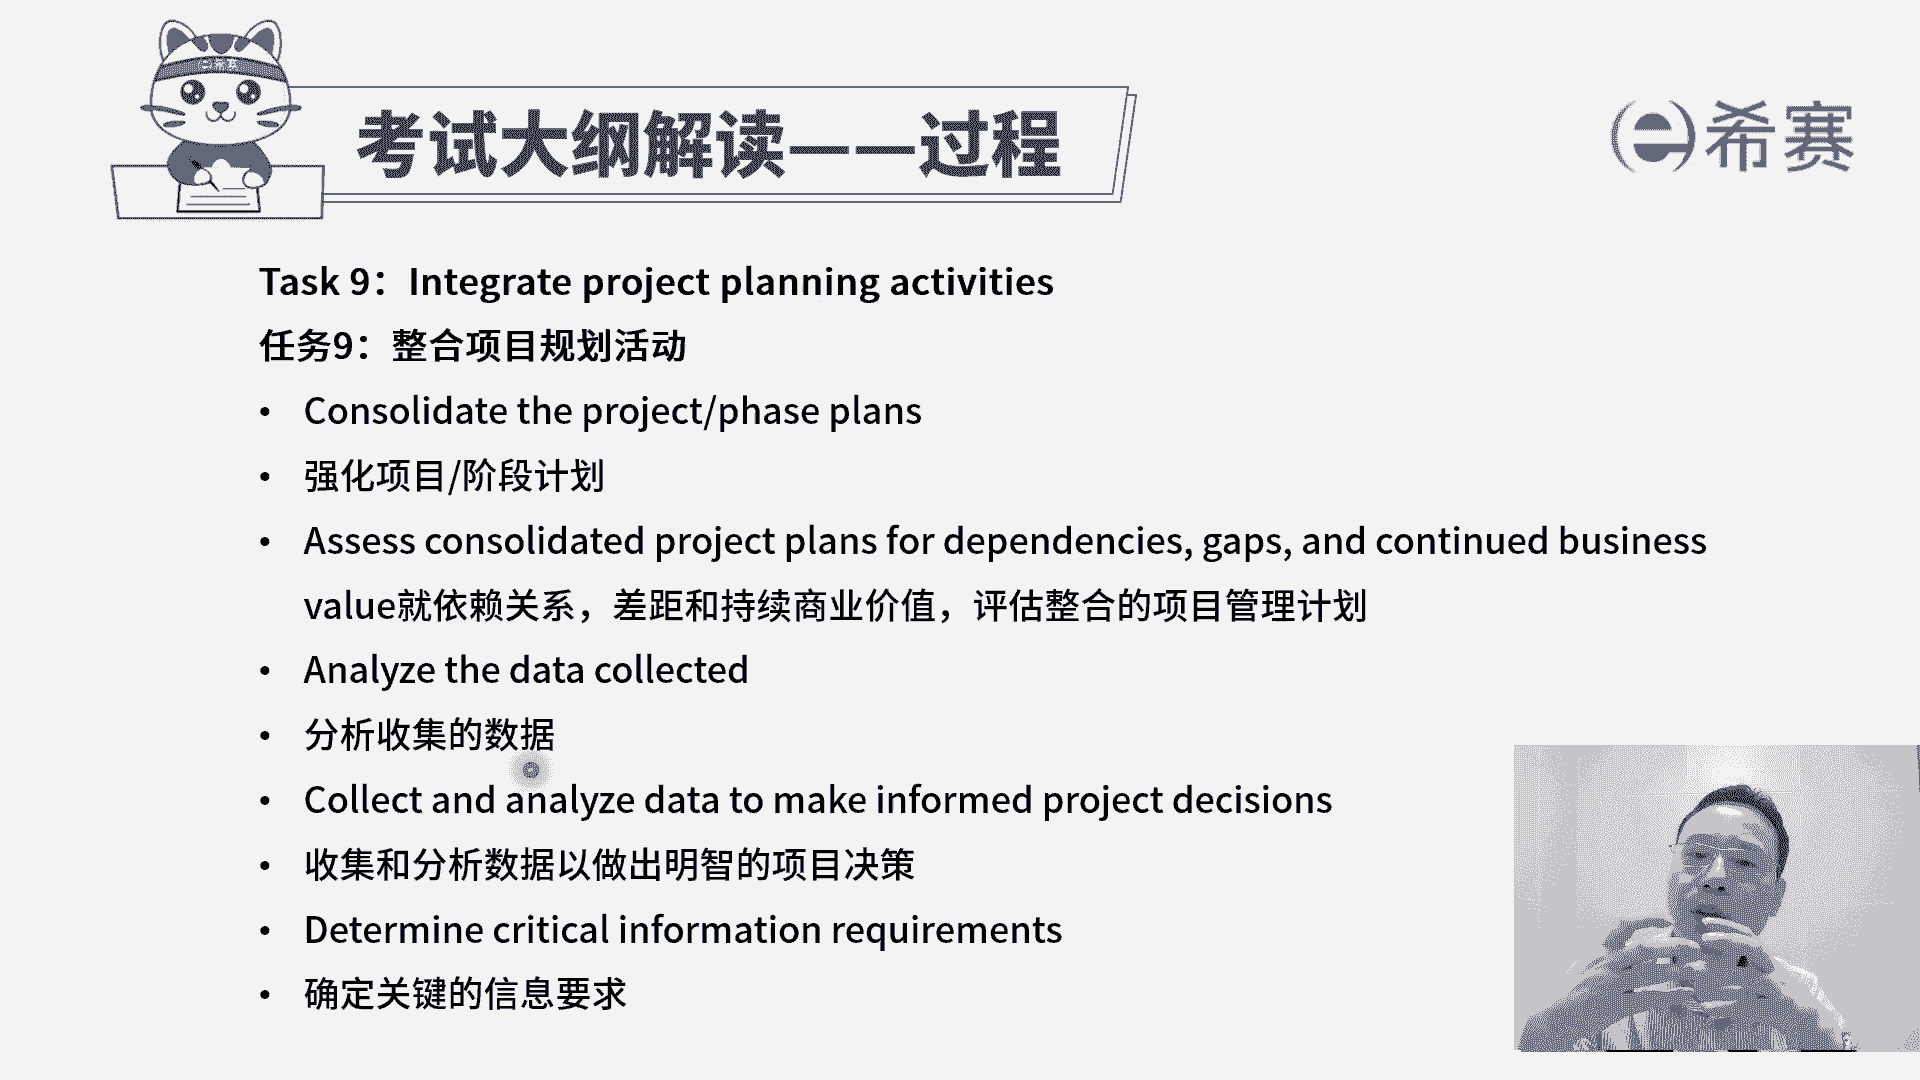 希赛
考试大纲解读——过程
希赛
Task 9：Integrate project planning activities
任务9：整合项目规划活动
• Consolidate the project/phase plans
• 强化项目/阶段计划
• Assess consolidated project plans for dependencies, gaps, and continued business
value就依赖关系，差距和持续商业价值，评估整合的项目管理计划
• Analyze the data collected
• 分析收集的数据
• Collect and analyze data to make informed project decisions
• 收集和分析数据以做出明智的项目决策
• Determine critical information requirements
• 确定关键的信息要求